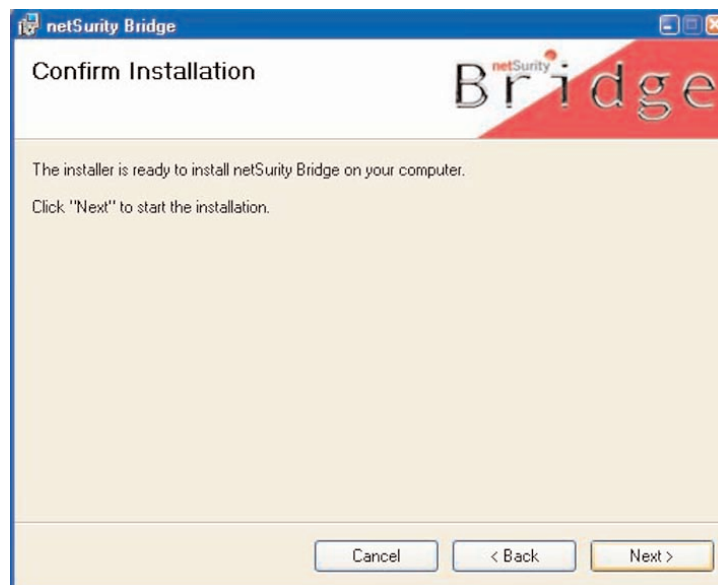 netSurity Bridge
Confirm Installation
netSurity
Bridge
The installer is ready to install netSurity Bridge on your computer.
Click "Next" to start the installation.
Cancel
< Back
Next >